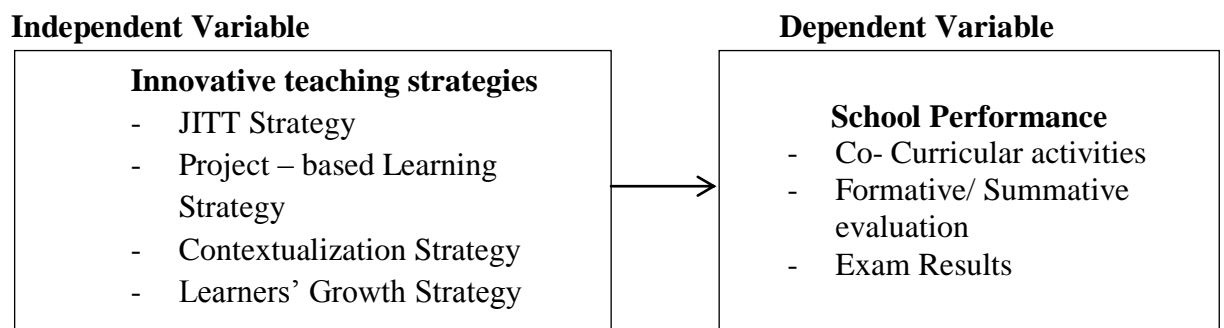 Independent Variable
Innovative teaching strategies
- JITT Strategy
- Project – based Learning
Strategy
- Contextualization Strategy
- Learners’ Growth Strategy
Dependent Variable
School Performance
- Co- Curricular activities
- Formative/ Summative
evaluation
- Exam Results